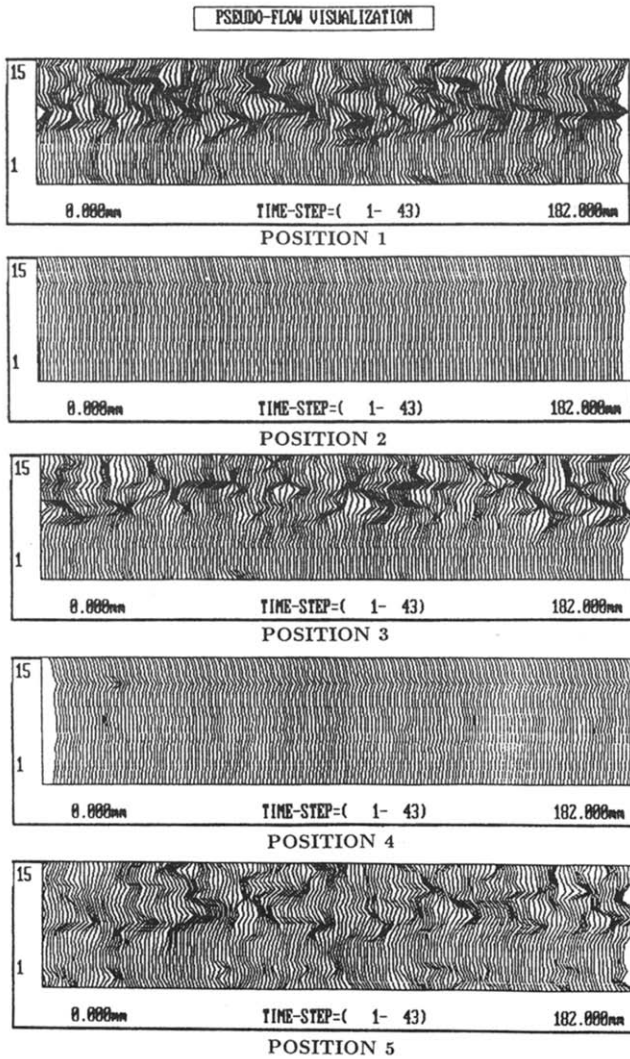 PSEUDO-FLOW VISUALIZATION
15
1
0.000mm TIME-STEP=( 1- 43) 182.000mm
POSITION 1
15
1
0.000mm TIME-STEP=( 1- 43) 182.000mm
POSITION 2
15
1
0.000mm TIME-STEP=( 1- 43) 182.000mm
POSITION 3
15
1
0.000mm TIME-STEP=( 1- 43) 182.000mm
POSITION 4
15
1
0.000mm TIME-STEP=( 1- 43) 182.000mm
POSITION 5